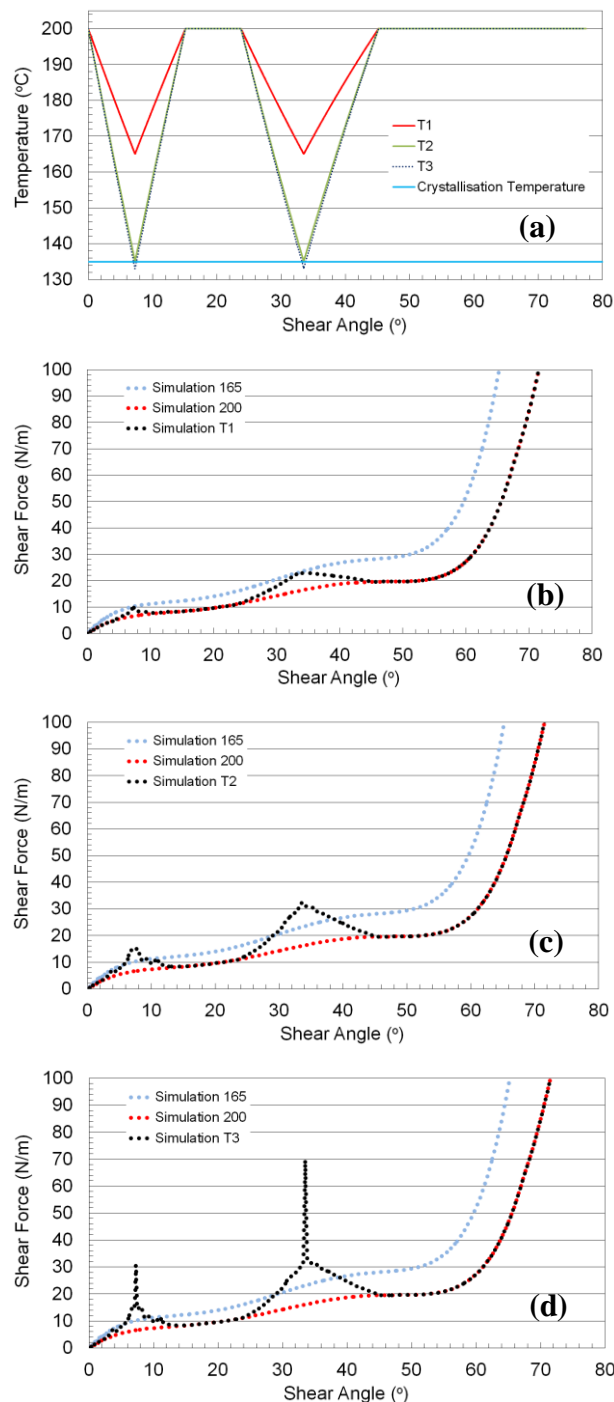 200
190
180
170
160
150
140
130
Temperature (ºC)
T1
T2
T3
Crystallisation Temperature
(a)
0 10 20 30 40 50 60 70 80
Shear Angle (º)
100
90
80
70
60
50
40
30
20
10
0
Shear Force (N/m)
Simulation 165
Simulation 200
Simulation T1
(b)
0 10 20 30 40 50 60 70 80
Shear Angle (º)
100
90
80
70
60
50
40
30
20
10
0
Shear Force (N/m)
Simulation 165
Simulation 200
Simulation T2
(c)
0 10 20 30 40 50 60 70 80
Shear Angle (º)
100
90
80
70
60
50
40
30
20
10
0
Shear Force (N/m)
Simulation 165
Simulation 200
Simulation T3
(d)
0 10 20 30 40 50 60 70 80
Shear Angle (º)